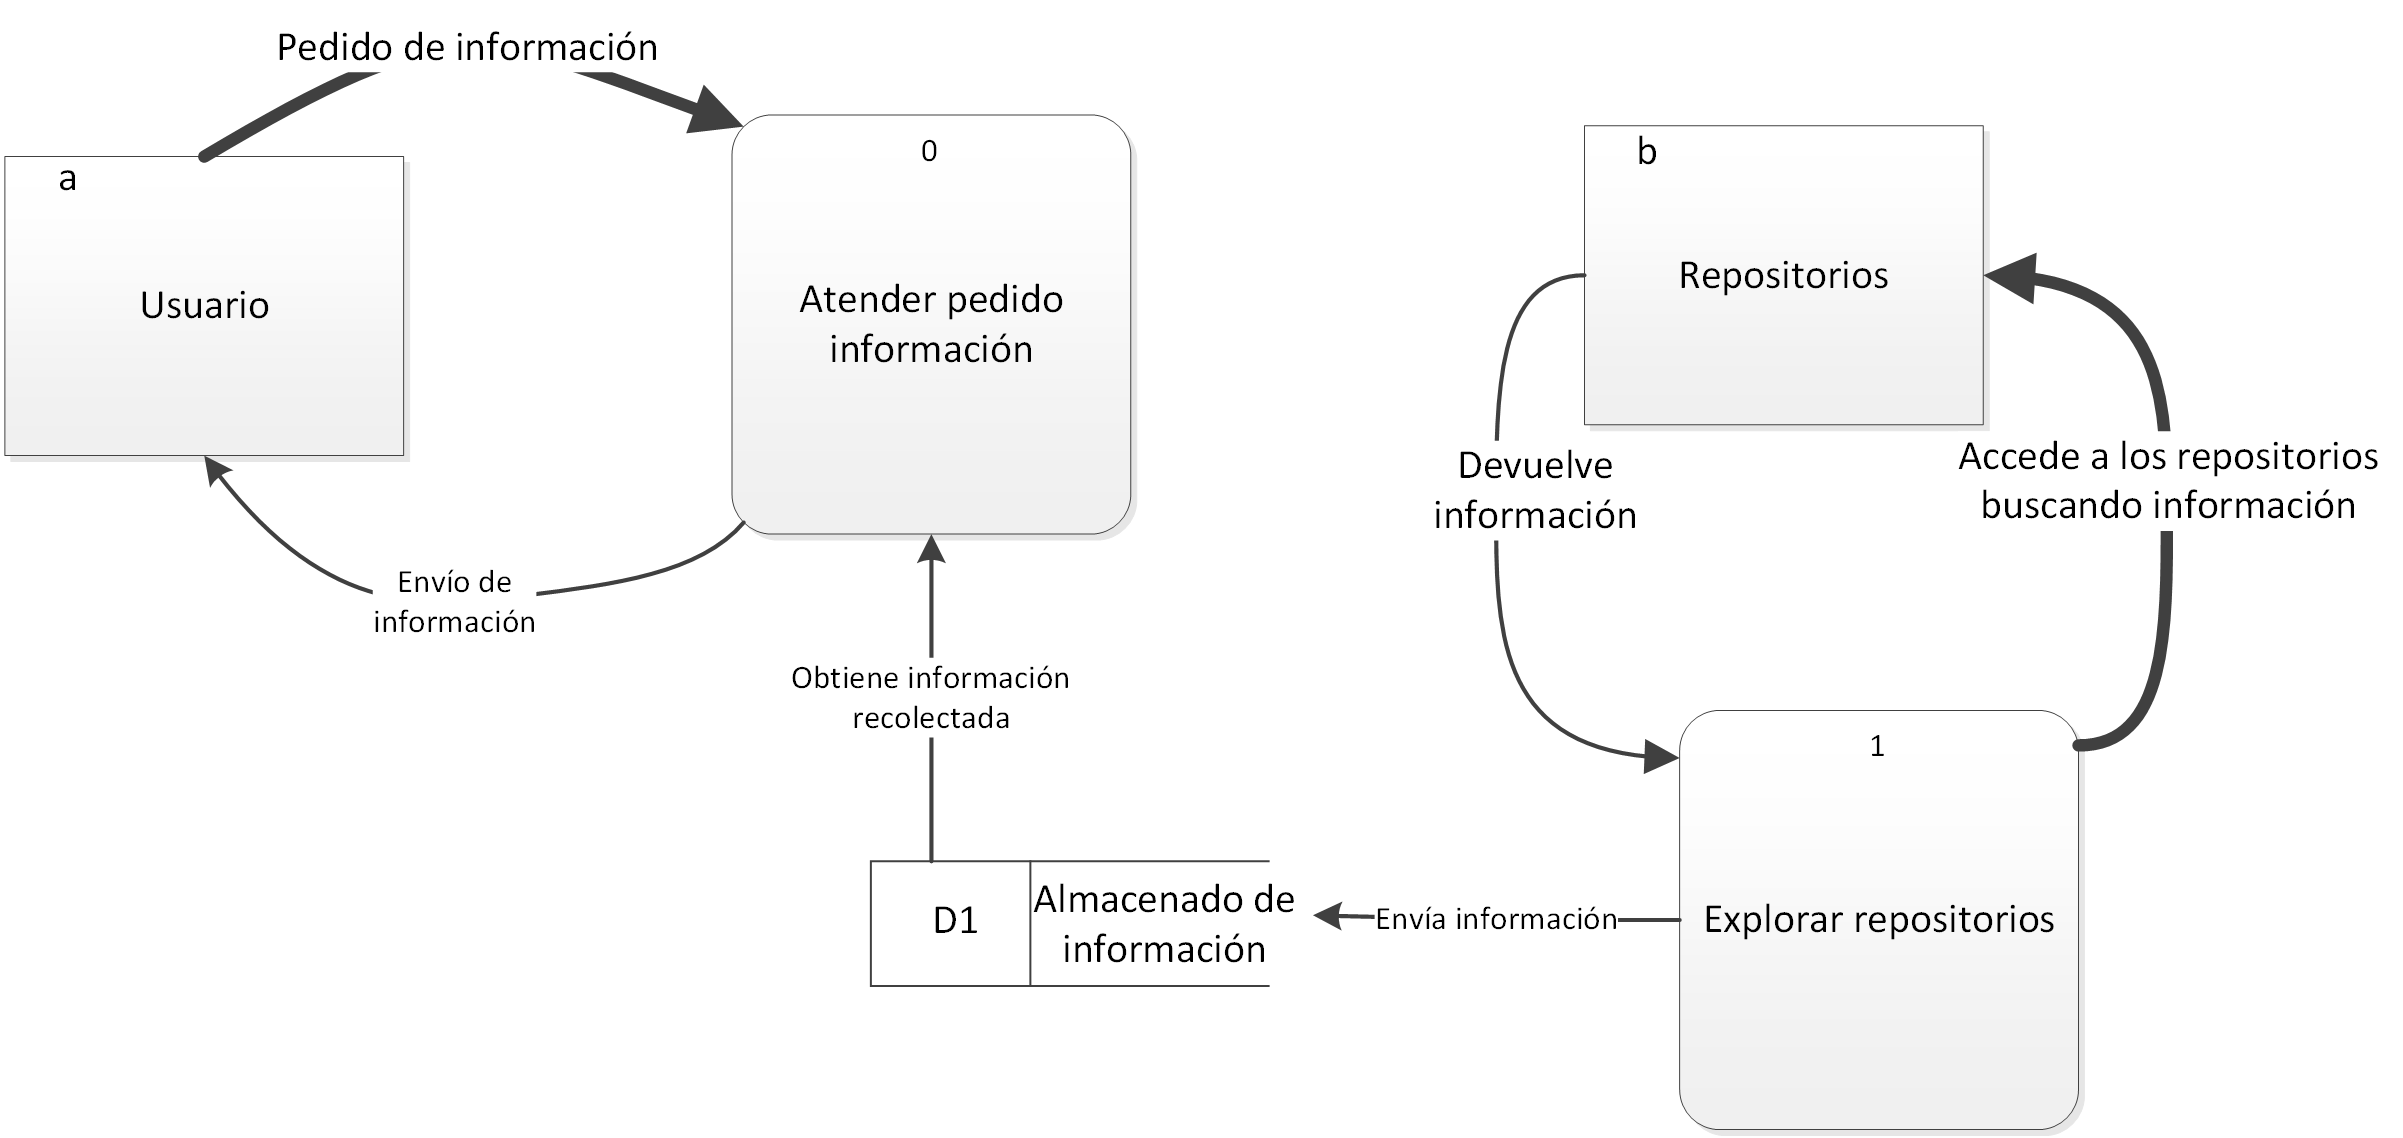 Pedido de información
a
Usuario
0
Atender pedido
información
Envío de
información
Obtiene información
recolectada
D1
Almacenado de
información
b
Repositorios
Devuelve
información
Accede a los repositorios
buscando información
1
Explorar repositorios
Envía información